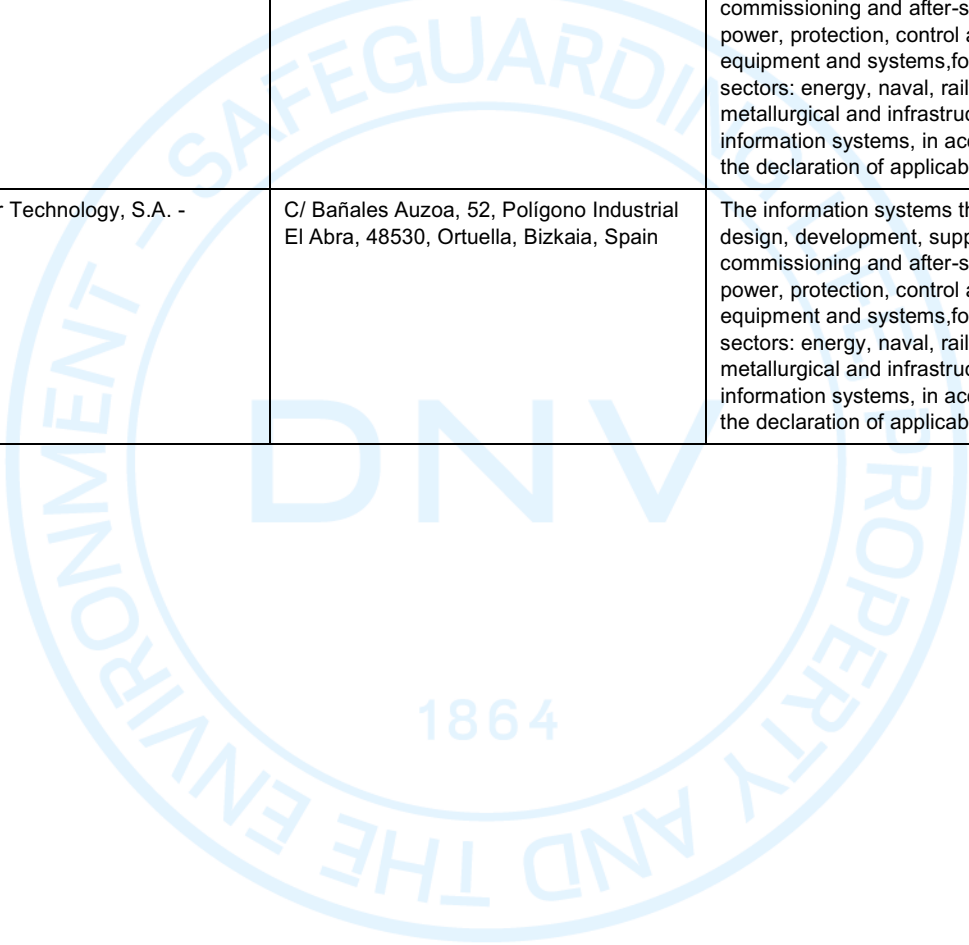 commissioning and after-s
power, protection, control a
equipment and systems,fo
sectors: energy, naval, rail
metallurgical and infrastruc
information systems, in acc
the declaration of applicab
r Technology, S.A. -
C/ Bañales Auzoa, 52, Polígono Industrial
El Abra, 48530, Ortuella, Bizkaia, Spain
The information systems th
design, development, supp
commissioning and after-s
power, protection, control a
equipment and systems,fo
sectors: energy, naval, rail
metallurgical and infrastruc
information systems, in acc
the declaration of applicab
SAFEGUARDING LIFE PROPERTY AND THE ENVIRONMENT -
DNV
1864